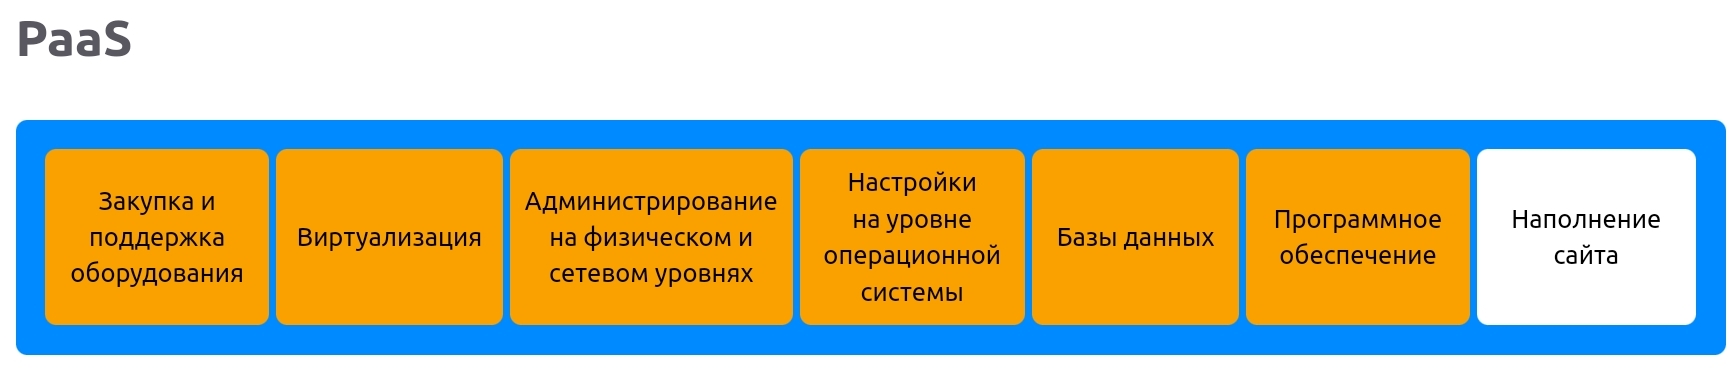 PaaS
Закупка и
поддержка
оборудования
Виртуализация
Администрирование
на физическом и
сетевом уровнях
Настройки
на уровне
операционной
системы
Базы данных
Программное
обеспечение
Наполнение
сайта